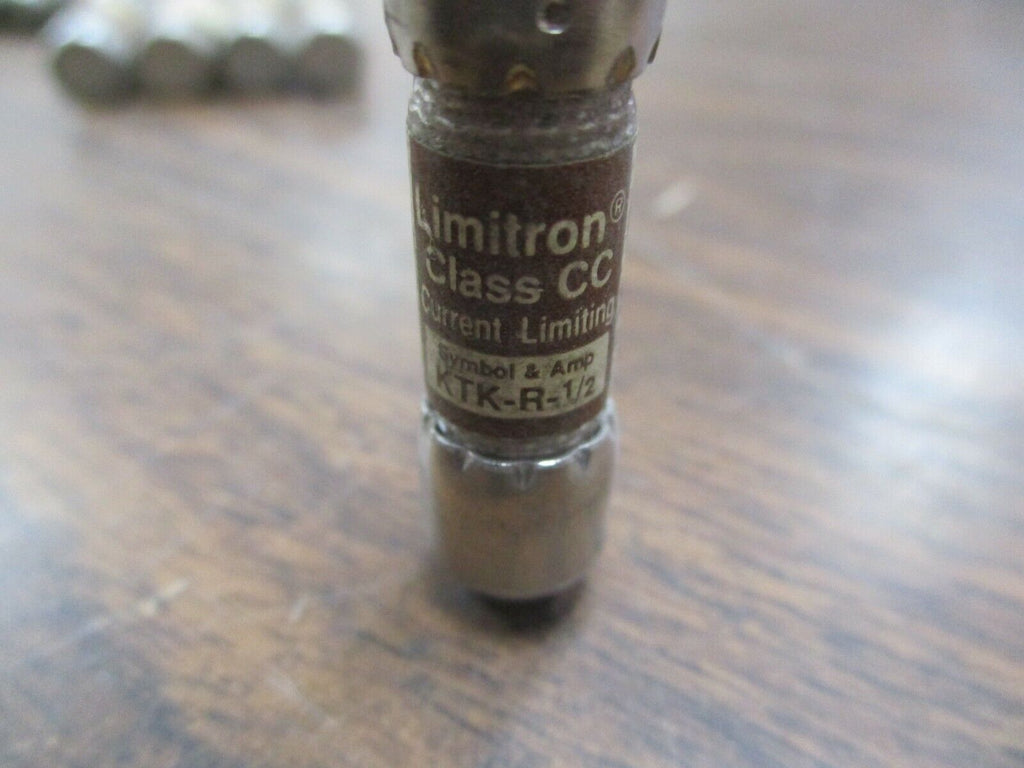 Limitron®
Class CC
Current Limiting
Symbol & Amp
KTK-R-1/2